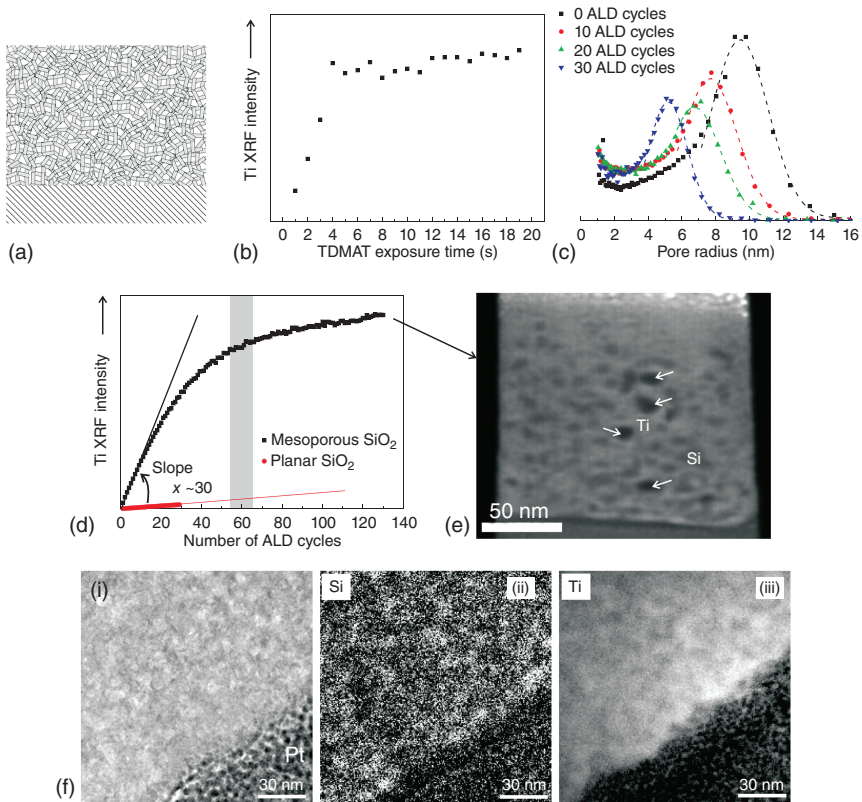 (a)
Ti XRF intensity
0 2 4 6 8 10 12 14 16 18 20
TDMAT exposure time (s)
(b)
0 ALD cycles
10 ALD cycles
20 ALD cycles
30 ALD cycles
0 2 4 6 8 10 12 14 16
Pore radius (nm)
(c)
Ti XRF intensity
Mesoporous SiO₂
Planar SiO₂
Slope
x ~30
0 20 40 60 80 100 120 140
Number of ALD cycles
(d)
Ti
Si
50 nm
(e)
(i)
Pt
30 nm
Si
(ii)
30 nm
Ti
(iii)
30 nm
(f)